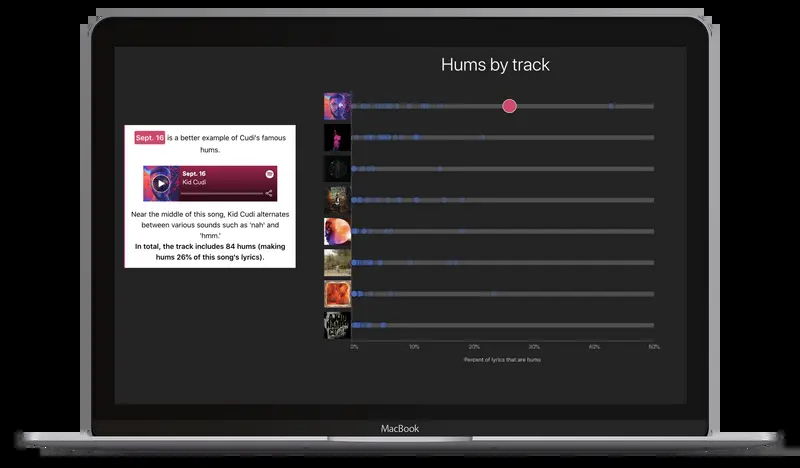 Hums by track
Sept. 16 is a better example of Cudi's famous
hums.
Sept. 16
Kid Cudi
Near the middle of this song, Kid Cudi alternates
between various sounds such as 'nah' and
'hmm.'
In total, the track includes 84 hums (making
hums 26% of this song's lyrics).
0%
10%
20%
30%
40%
50%
Percent of lyrics that are hums
MacBook